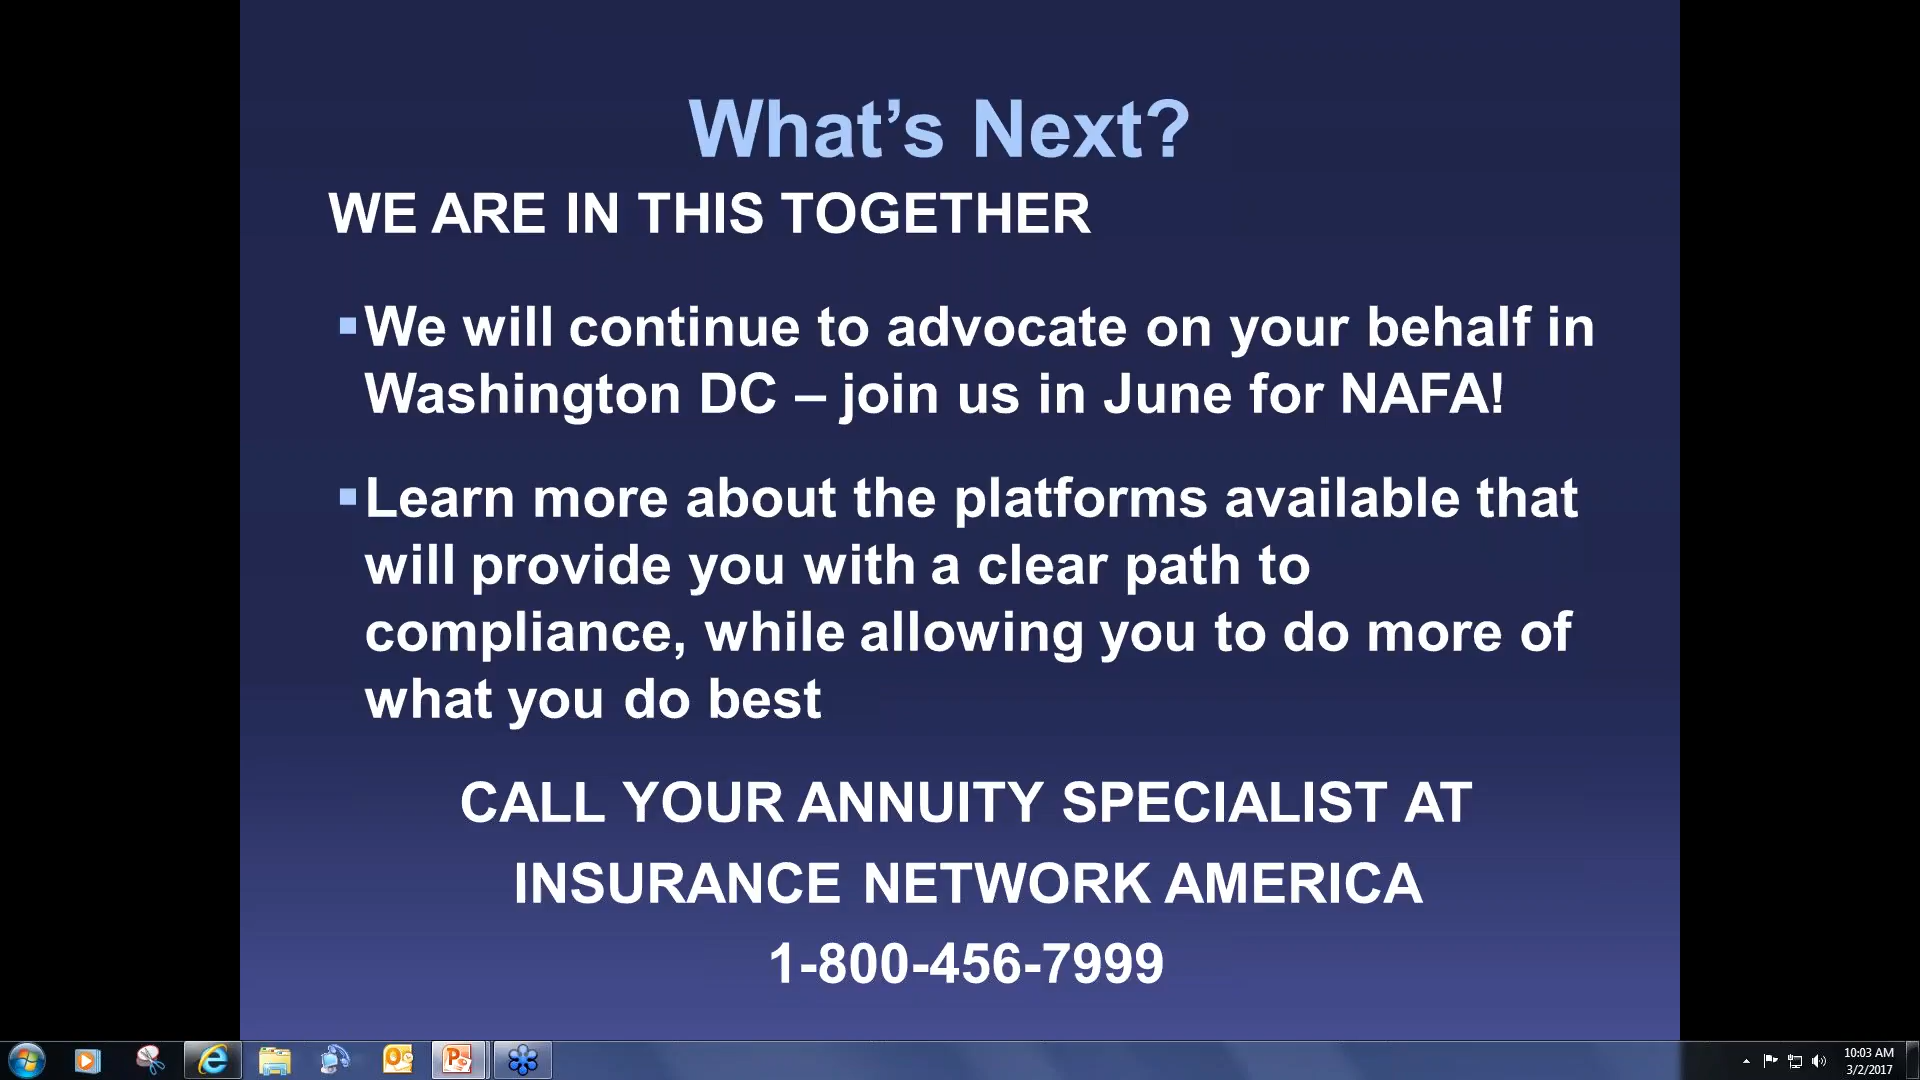 What’s Next?
WE ARE IN THIS TOGETHER
▪We will continue to advocate on your behalf in
Washington DC – join us in June for NAFA!
▪Learn more about the platforms available that
will provide you with a clear path to
compliance, while allowing you to do more of
what you do best
CALL YOUR ANNUITY SPECIALIST AT
INSURANCE NETWORK AMERICA
1-800-456-7999
10:03 AM
3/2/2017